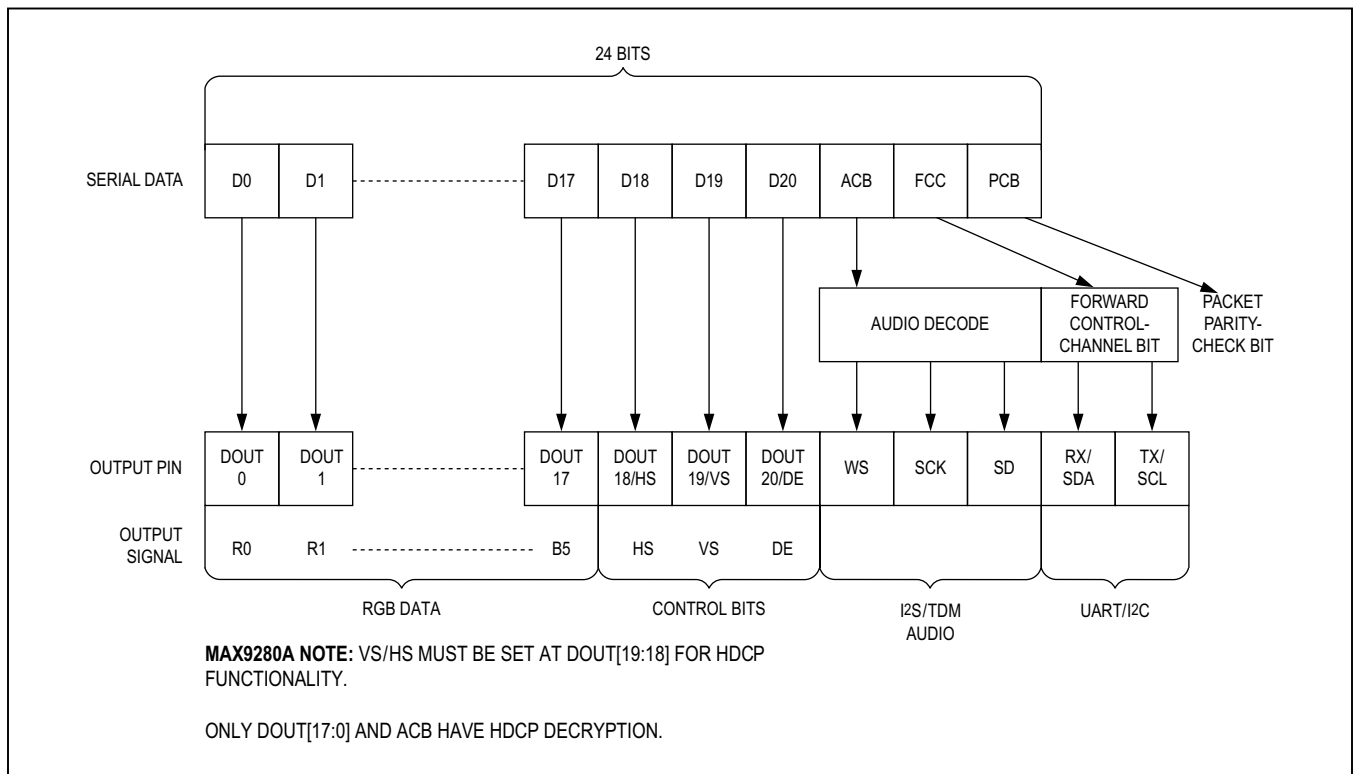 24 BITS
SERIAL DATA D0 D1 D17 D18 D19 D20 ACB FCC PCB
AUDIO DECODE
FORWARD
CONTROL-
CHANNEL BIT
PACKET
PARITY-
CHECK BIT
OUTPUT PIN
DOUT
0
DOUT
1
DOUT
17
DOUT
18/HS
DOUT
19/VS
DOUT
20/DE
WS
SCK
SD
RX/
SDA
TX/
SCL
OUTPUT
SIGNAL
R0 R1 B5 HS VS DE
RGB DATA
CONTROL BITS
I2S/TDM
AUDIO
UART/I2C
MAX9280A NOTE: VS/HS MUST BE SET AT DOUT[19:18] FOR HDCP
FUNCTIONALITY.
ONLY DOUT[17:0] AND ACB HAVE HDCP DECRYPTION.